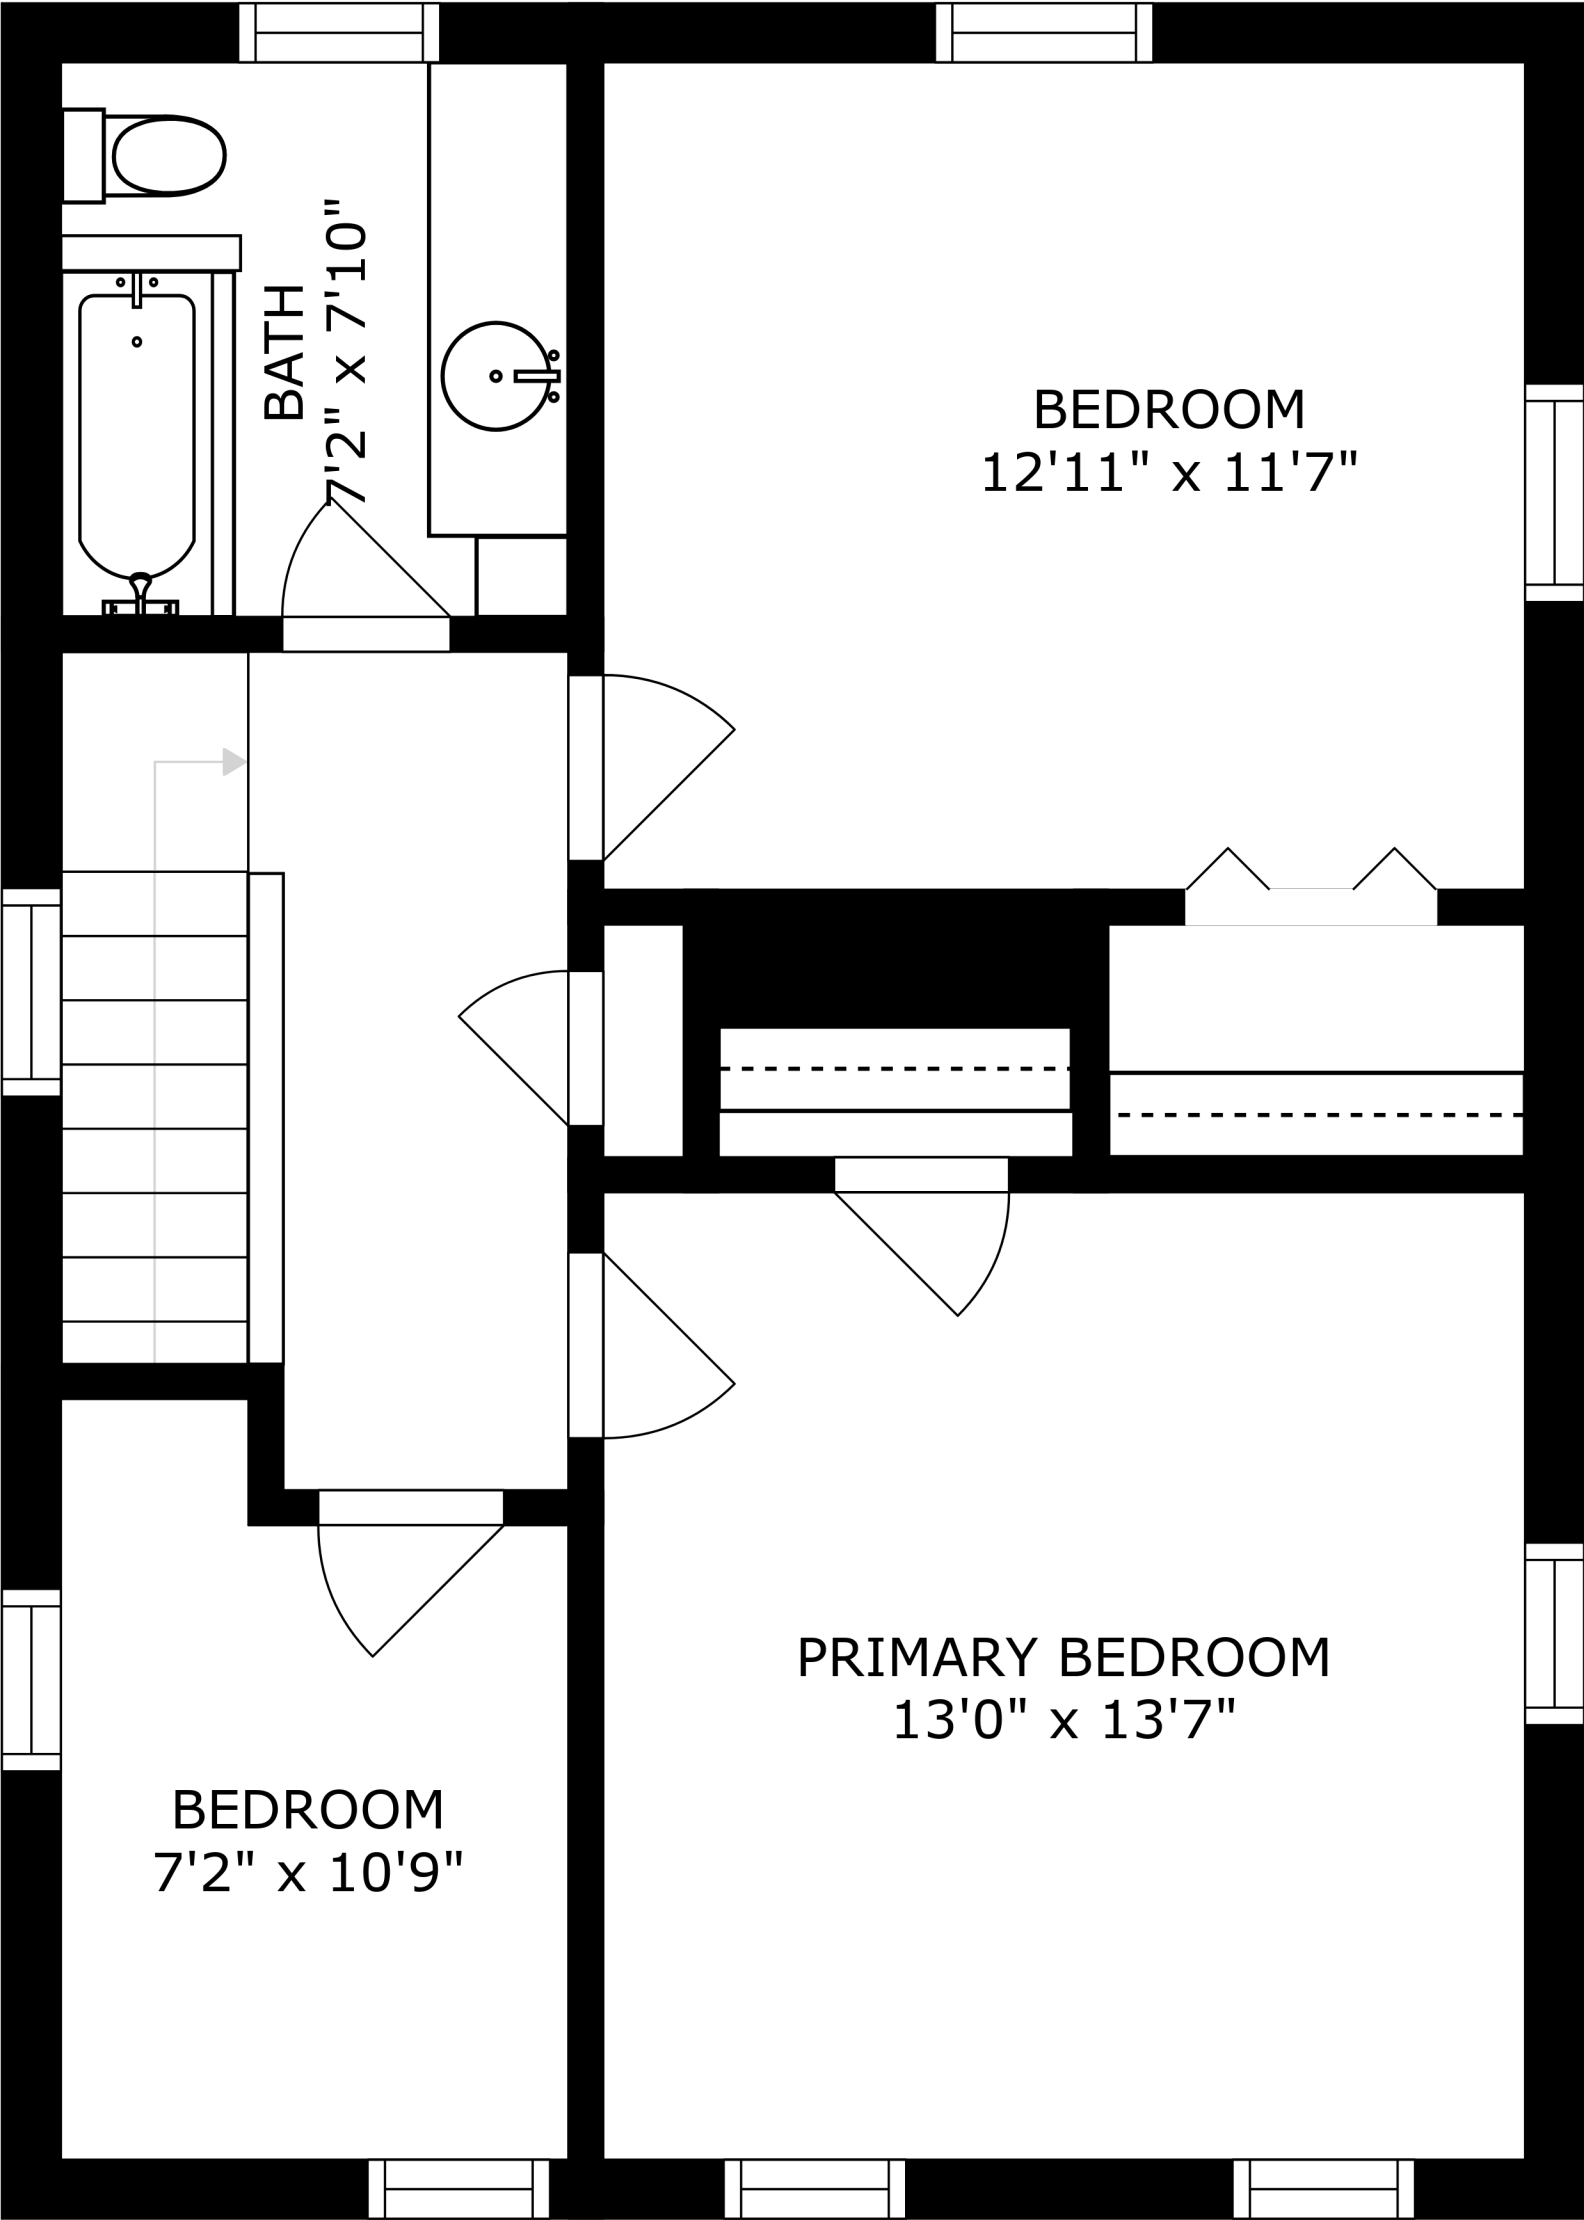 BATH
7'2" x 7'10"
BEDROOM
12'11" x 11'7"
PRIMARY BEDROOM
13'0" x 13'7"
BEDROOM
7'2" x 10'9"